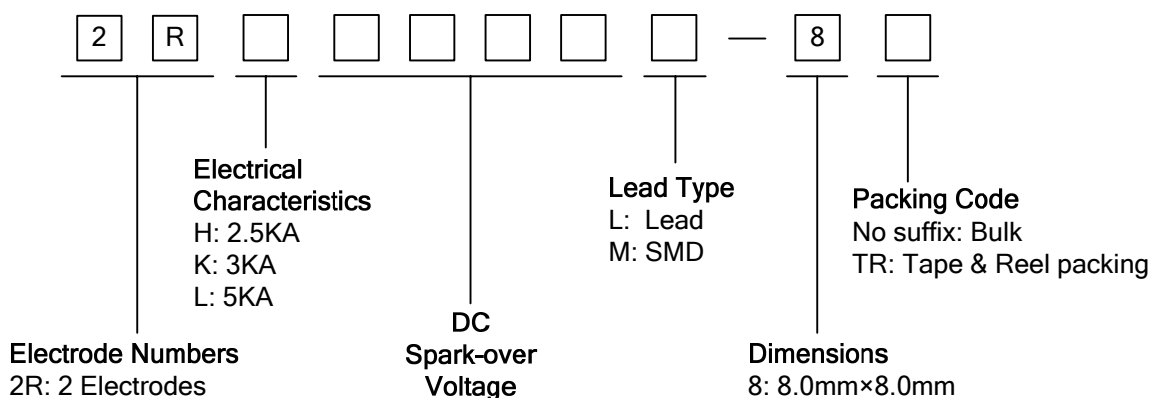 2 R — 8
Electrical
Characteristics
H: 2.5KA
K: 3KA
L: 5KA
Lead Type
L: Lead
M: SMD
Packing Code
No suffix: Bulk
TR: Tape & Reel packing
Electrode Numbers
2R: 2 Electrodes
DC
Spark-over
Voltage
Dimensions
8: 8.0mm×8.0mm